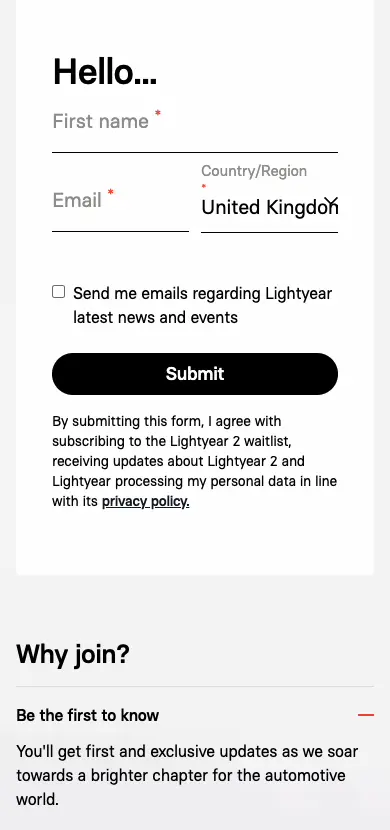 Hello...
First name *
Country/Region
*
Email *
United Kingdon
Send me emails regarding Lightyear
latest news and events
Submit
By submitting this form, I agree with
subscribing to the Lightyear 2 waitlist,
receiving updates about Lightyear 2 and
Lightyear processing my personal data in line
with its privacy policy.
Why join?
Be the first to know
You'll get first and exclusive updates as we soar
towards a brighter chapter for the automotive
world.